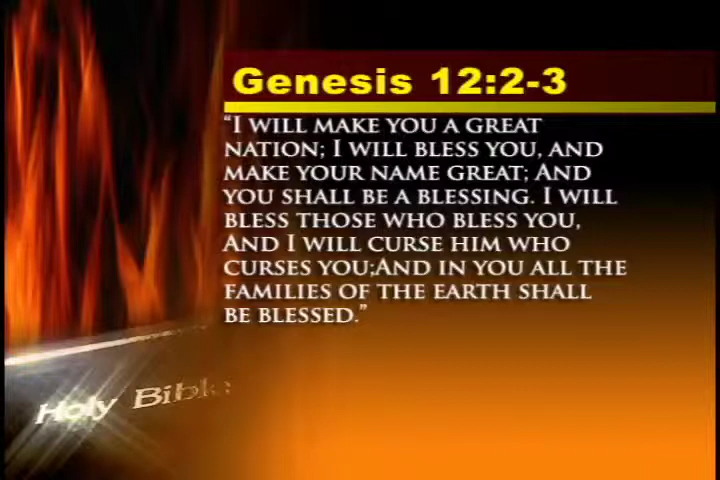 Genesis 12:2-3
“I WILL MAKE YOU A GREAT
NATION; I WILL BLESS YOU, AND
MAKE YOUR NAME GREAT; AND
YOU SHALL BE A BLESSING. I WILL
BLESS THOSE WHO BLESS YOU,
AND I WILL CURSE HIM WHO
CURSES YOU;AND IN YOU ALL THE
FAMILIES OF THE EARTH SHALL
BE BLESSED.”
Holy Bible